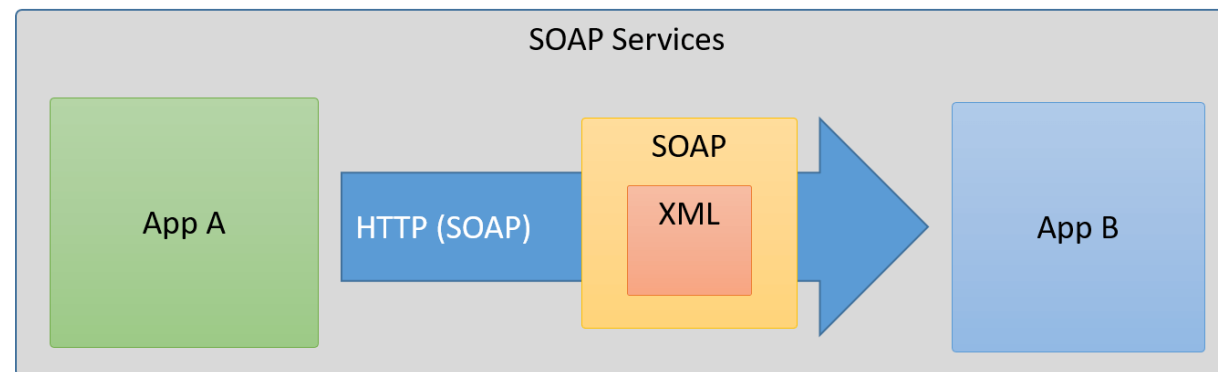 SOAP Services
App A
HTTP (SOAP)
SOAP
XML
App B